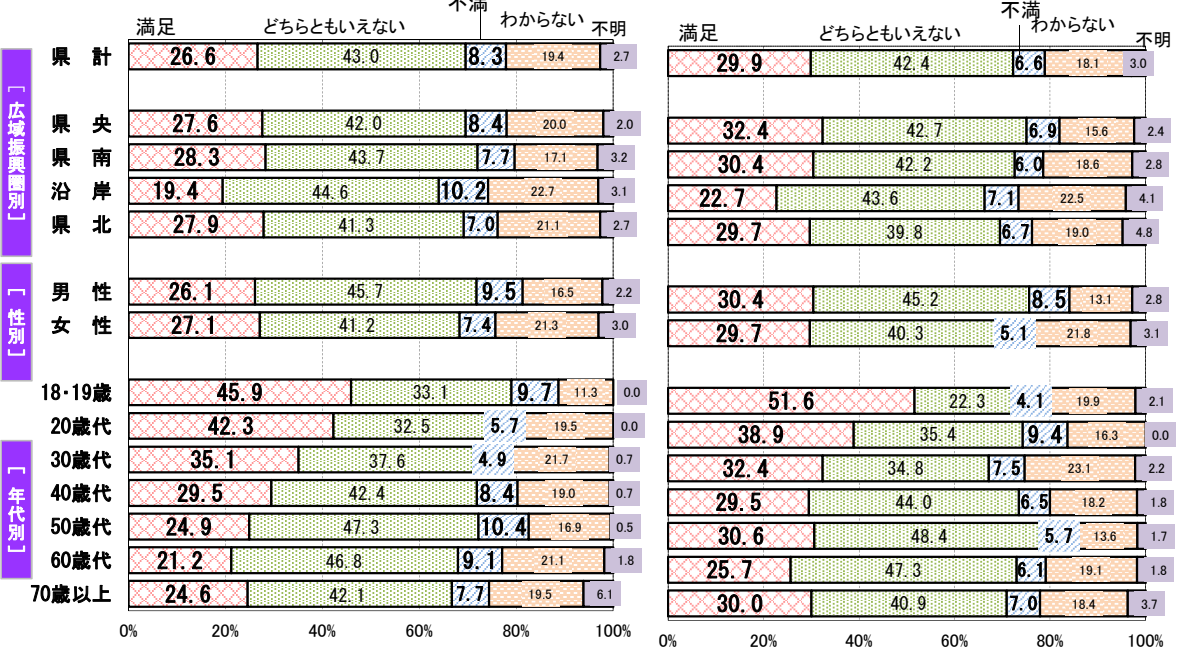 不満 わからない
満足 どちらともいえない 不明
県 計 26.6 43.0 8.3 19.4 2.7
県 央 27.6 42.0 8.4 20.0 2.0
県 南 28.3 43.7 7.7 17.1 3.2
沿 岸 19.4 44.6 10.2 22.7 3.1
県 北 27.9 41.3 7.0 21.1 2.7
男 性 26.1 45.7 9.5 16.5 2.2
女 性 27.1 41.2 7.4 21.3 3.0
18・19歳 45.9 33.1 9.7 11.3 0.0
20歳代 42.3 32.5 5.7 19.5 0.0
30歳代 35.1 37.6 4.9 21.7 0.7
40歳代 29.5 42.4 8.4 19.0 0.7
50歳代 24.9 47.3 10.4 16.9 0.5
60歳代 21.2 46.8 9.1 21.1 1.8
70歳以上 24.6 42.1 7.7 19.5 6.1
0% 20% 40% 60% 80% 100%
[広域振興圏別]
[性別]
[年代別]
不満 わからない
満足 どちらともいえない 不明
29.9 42.4 6.6 18.1 3.0
32.4 42.7 6.9 15.6 2.4
30.4 42.2 6.0 18.6 2.8
22.7 43.6 7.1 22.5 4.1
29.7 39.8 6.7 19.0 4.8
30.4 45.2 8.5 13.1 2.8
29.7 40.3 5.1 21.8 3.1
51.6 22.3 4.1 19.9 2.1
38.9 35.4 9.4 16.3 0.0
32.4 34.8 7.5 23.1 2.2
29.5 44.0 6.5 18.2 1.8
30.6 48.4 5.7 13.6 1.7
25.7 47.3 6.1 19.1 1.8
30.0 40.9 7.0 18.4 3.7
0% 20% 40% 60% 80% 100%